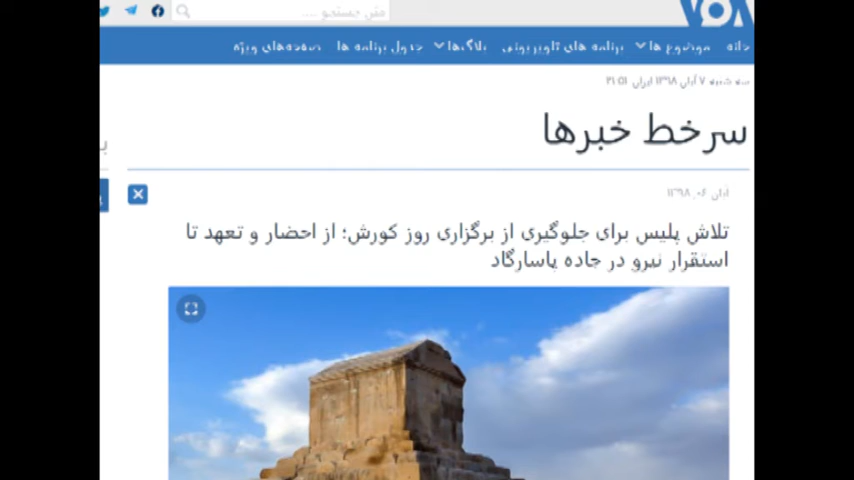 VOA
متن جستجو ...
خانه موضوع ها برنامه های تلویزیونی بلاگ‌ها جدول برنامه ها صفحه‌های ویژه
سه شنبه ۷ آبان ۱۳۹۸ ایران ۲۱:۵۱
سرخط خبرها
آبان ۰۶, ۱۳۹۸
تلاش پلیس برای جلوگیری از برگزاری روز کورش؛ از احضار و تعهد تا
استقرار نیرو در جاده پاسارگاد